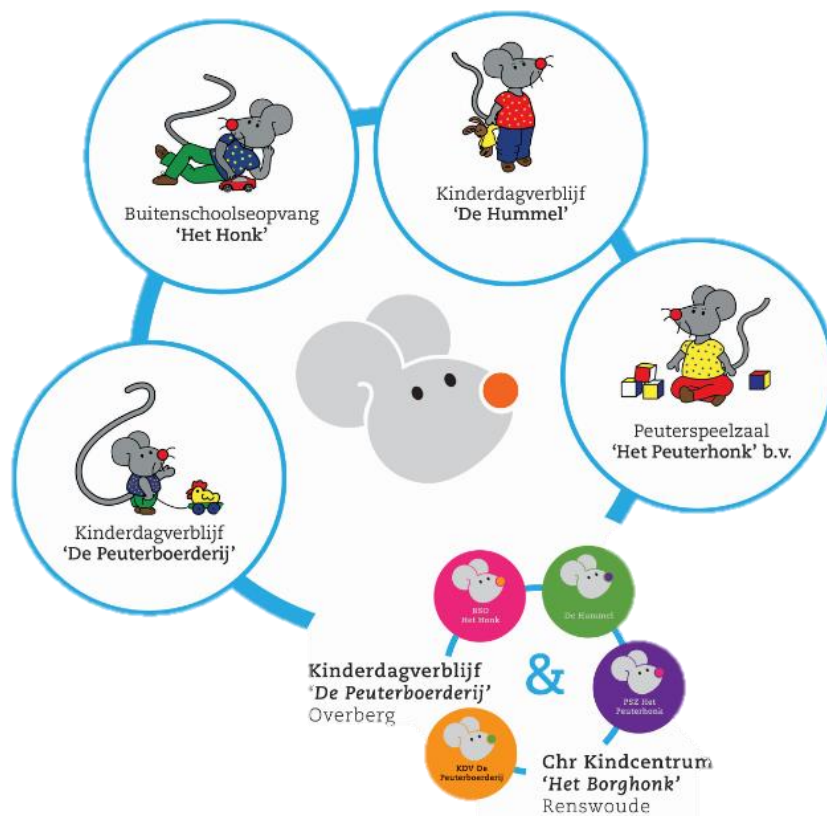 Buitenschoolseopvang
'Het Honk'
Kinderdagverblijf
'De Hummel'
Peuterspeelzaal
'Het Peuterhonk' b.v.
Kinderdagverblijf
'De Peuterboerderij'
BSO
Het Honk
De Hummel
PSZ Het
Peuterhonk
KDV De
Peuterboerderij
Kinderdagverblijf
'De Peuterboerderij'
Overberg
&
Chr Kindcentrum
'Het Borghonk'
Renswoude